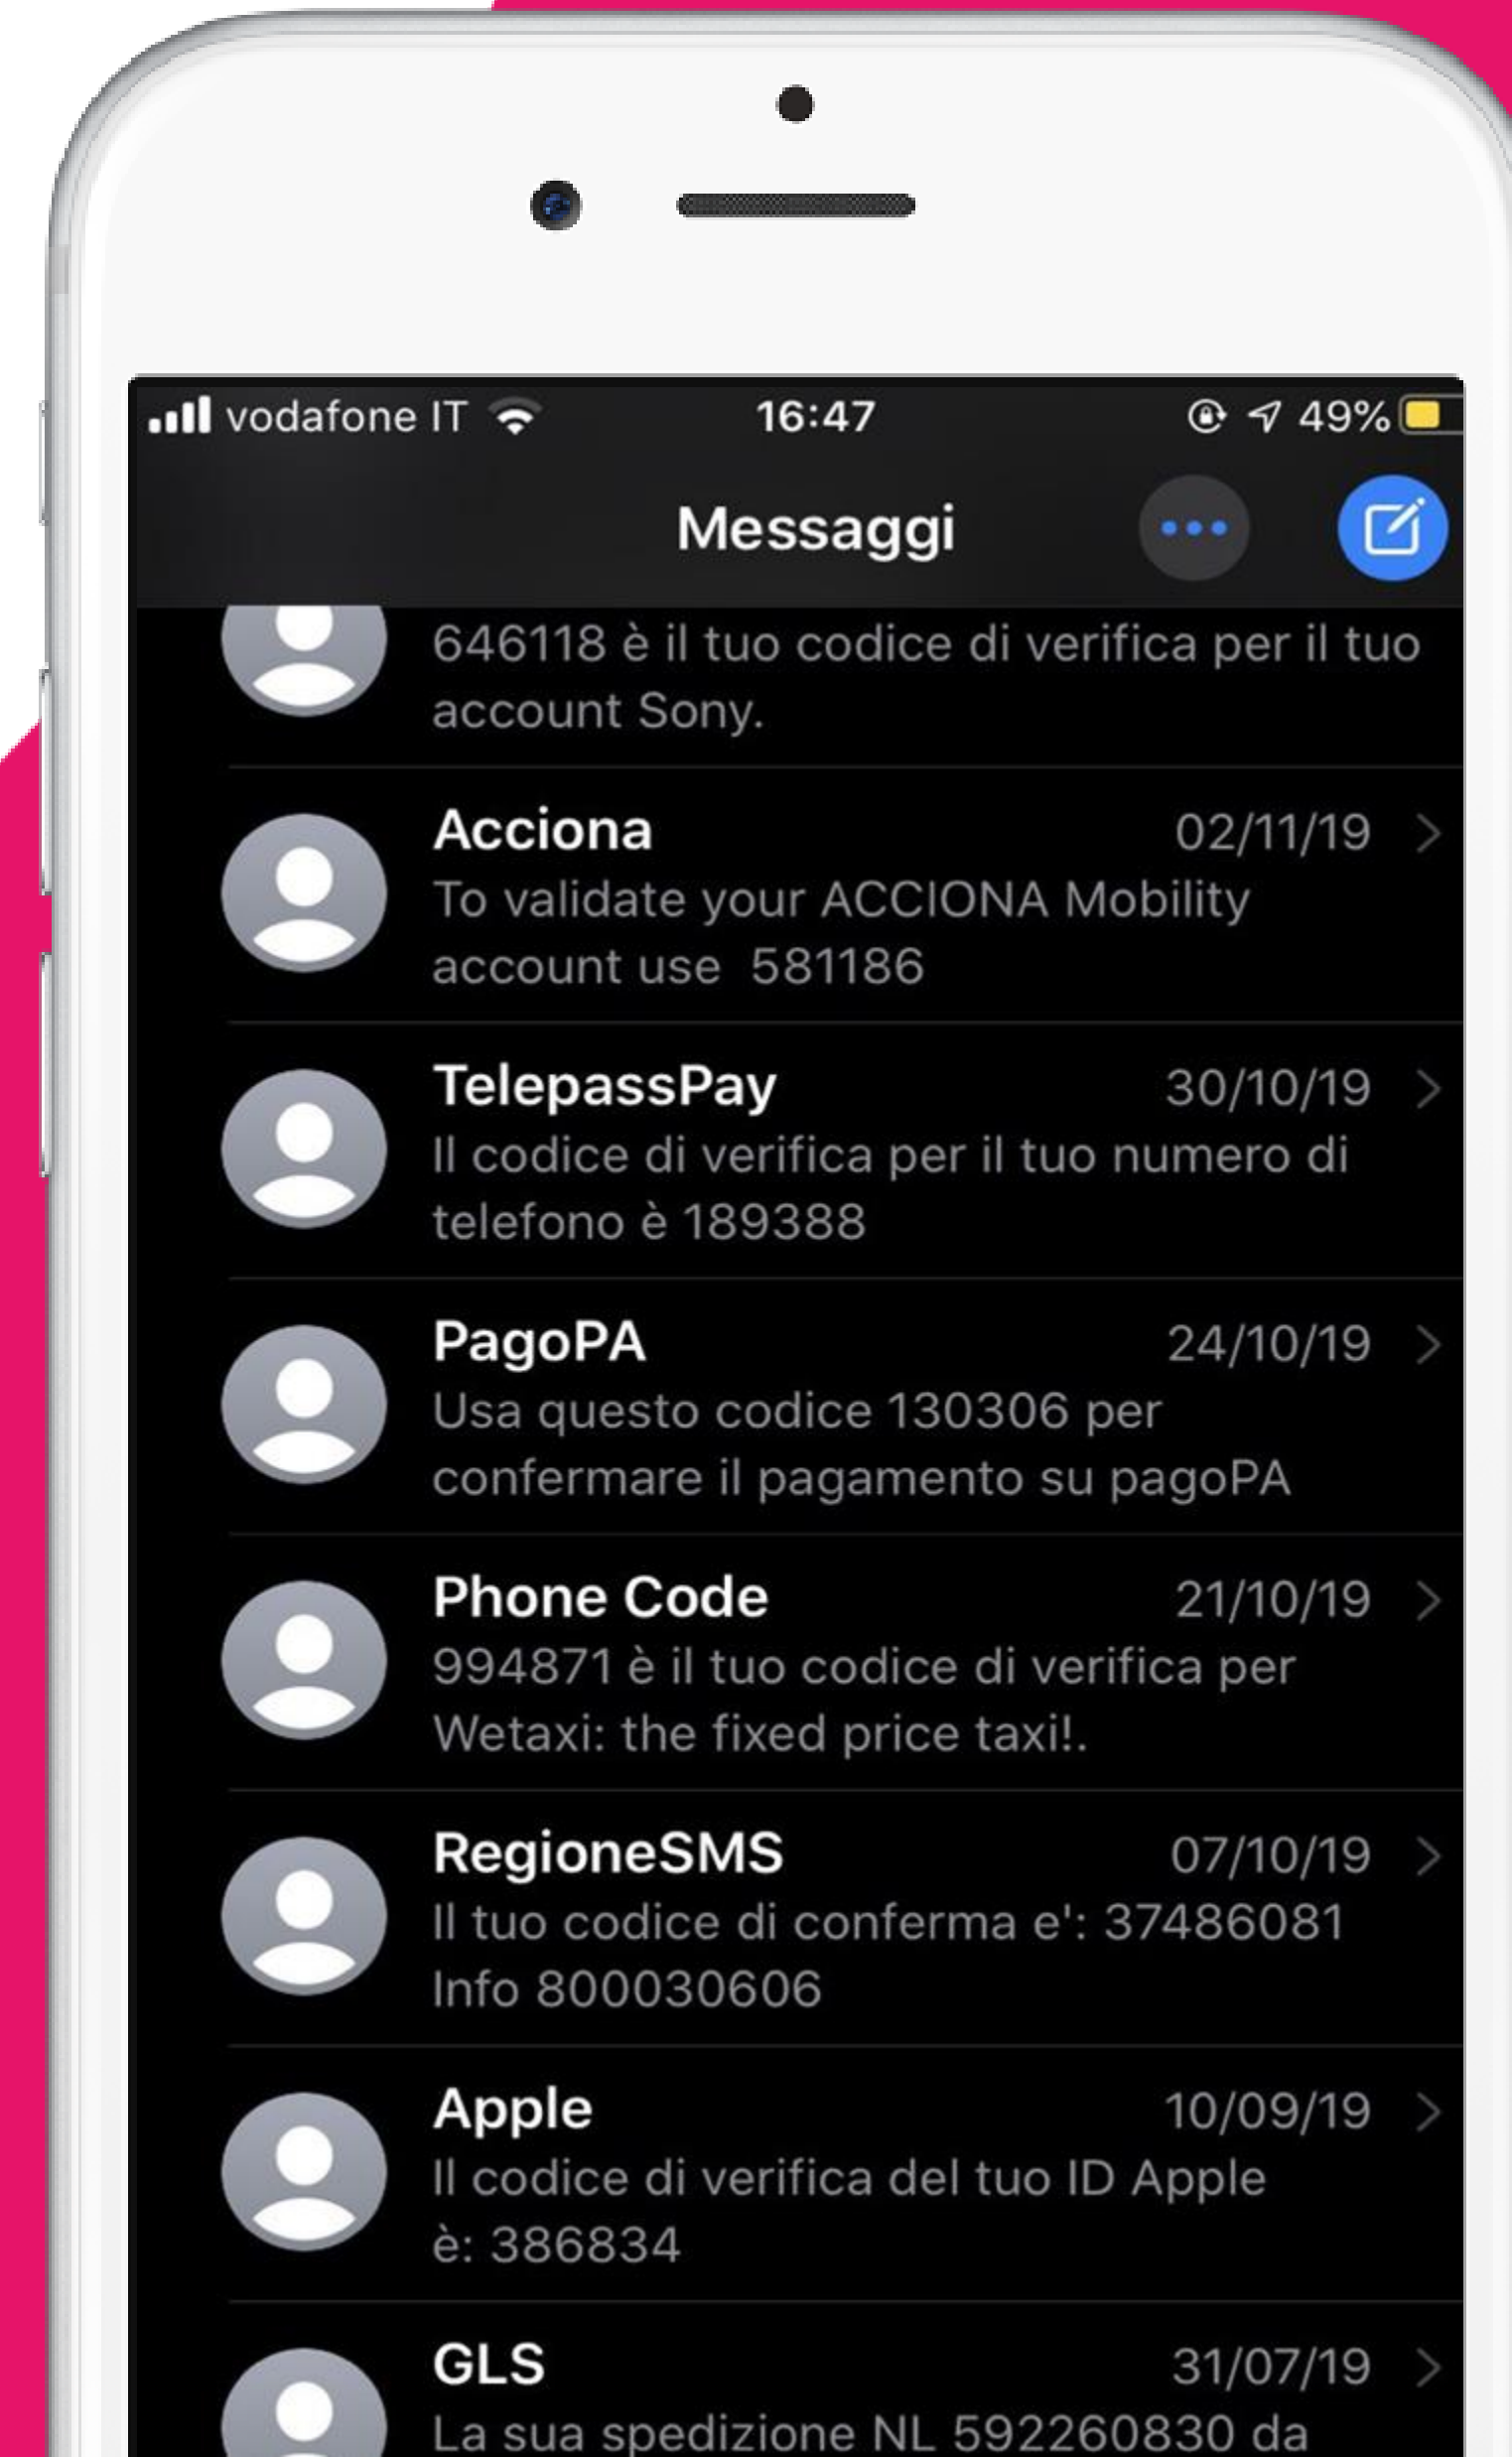 vodafone IT 16:47 49%
Messaggi
646118 è il tuo codice di verifica per il tuo
account Sony.
Acciona 02/11/19
To validate your ACCIONA Mobility
account use  581186
TelepassPay 30/10/19
Il codice di verifica per il tuo numero di
telefono è 189388
PagoPA 24/10/19
Usa questo codice 130306 per
confermare il pagamento su pagoPA
Phone Code 21/10/19
994871 è il tuo codice di verifica per
Wetaxi: the fixed price taxi!.
RegioneSMS 07/10/19
Il tuo codice di conferma e': 37486081
Info 800030606
Apple 10/09/19
Il codice di verifica del tuo ID Apple
è: 386834
GLS 31/07/19
La sua spedizione NL 592260830 da